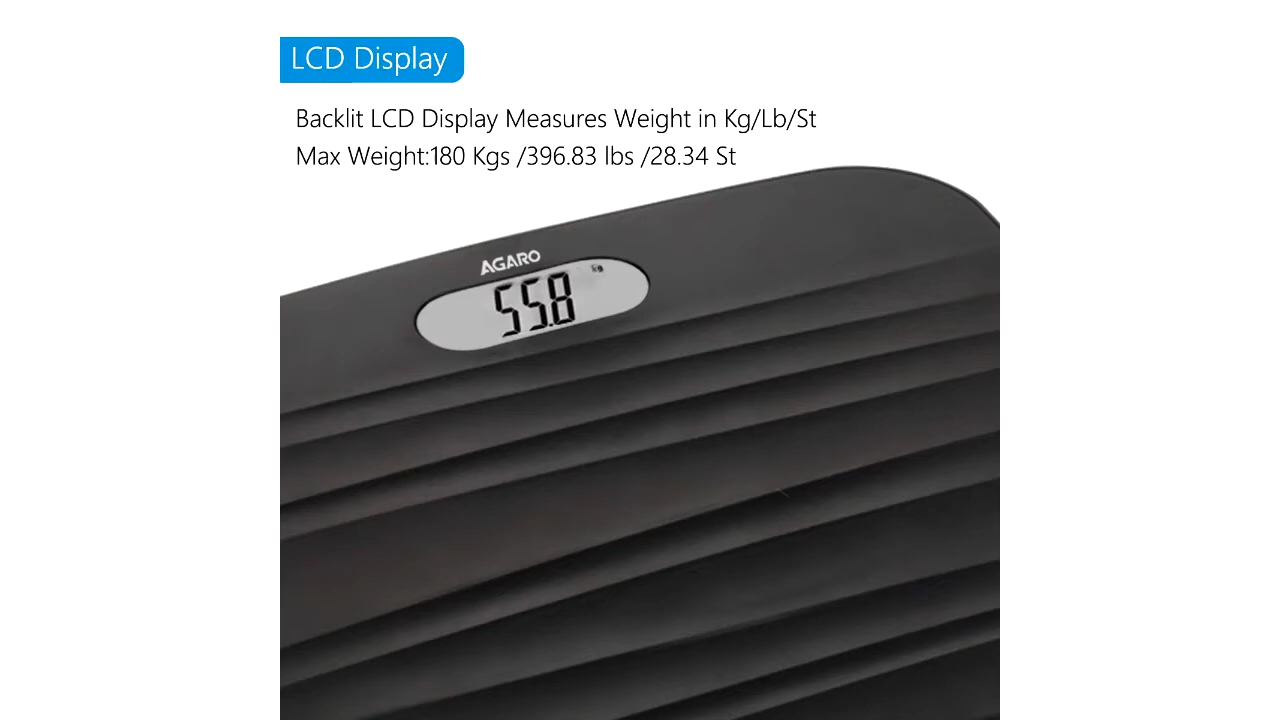 LCD Display
Backlit LCD Display Measures Weight in Kg/Lb/St
Max Weight:180 Kgs /396.83 lbs /28.34 St
AGARO
kg
55.8